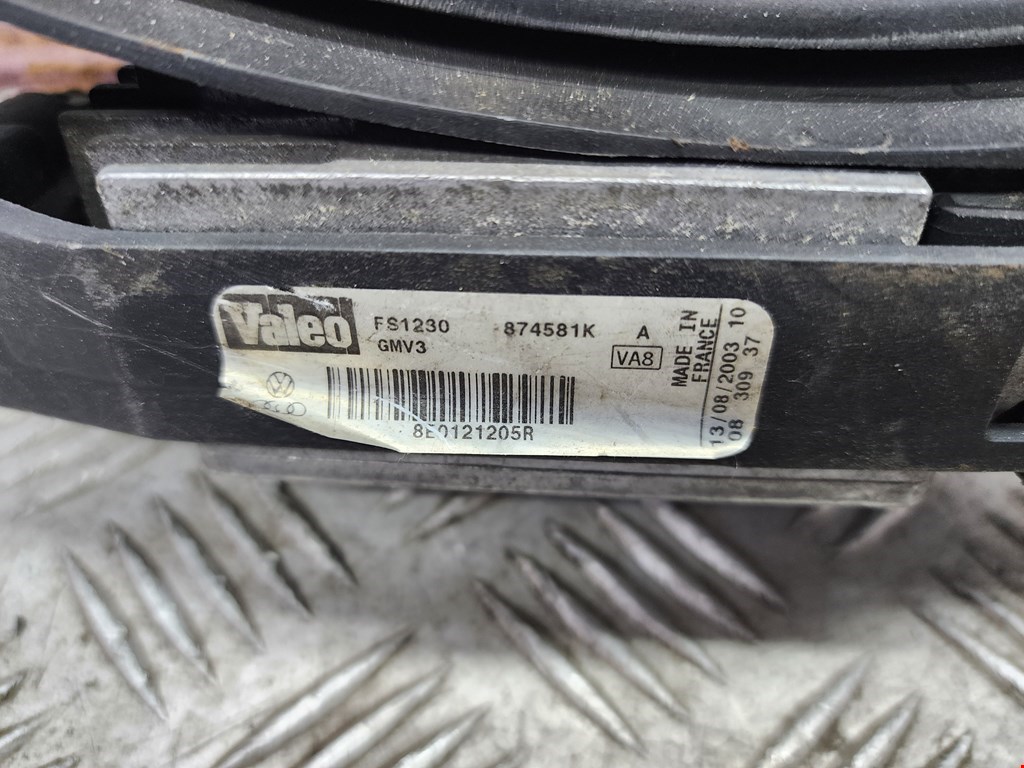 Valeo
FS1230 874581K A
GMV3 VA8
8E0121205R
MADE IN
FRANCE
13/08/2003 10
08 309 37